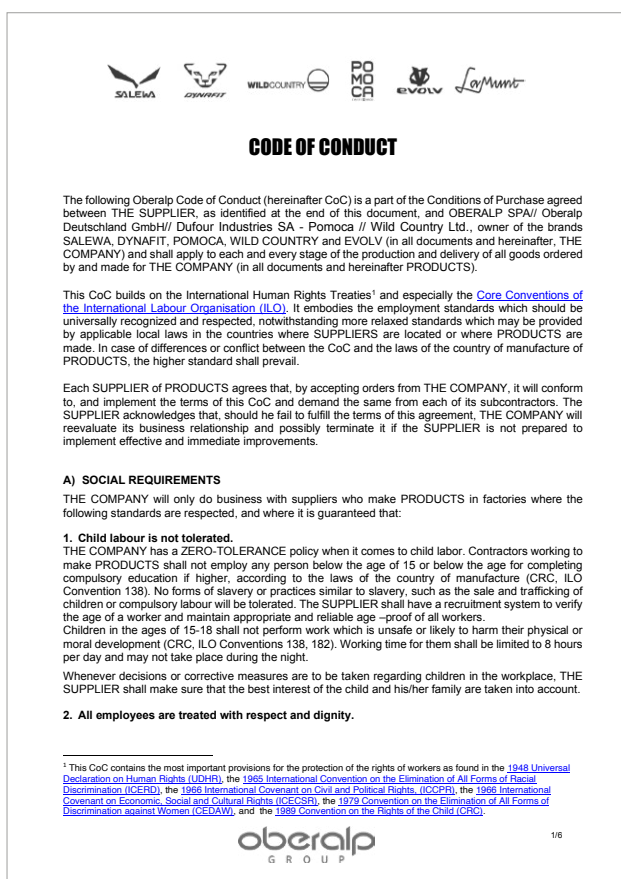 SALEWA DYNAFIT WILDCOUNTRY POMOCA evolv LaMunt
CODE OF CONDUCT
The following Oberalp Code of Conduct (hereinafter CoC) is a part of the Conditions of Purchase agreed
between THE SUPPLIER, as identified at the end of this document, and OBERALP SPA// Oberalp
Deutschland GmbH// Dufour Industries SA - Pomoca // Wild Country Ltd., owner of the brands
SALEWA, DYNAFIT, POMOCA, WILD COUNTRY and EVOLV (in all documents and hereinafter, THE
COMPANY) and shall apply to each and every stage of the production and delivery of all goods ordered
by and made for THE COMPANY (in all documents and hereinafter PRODUCTS).
This CoC builds on the International Human Rights Treaties¹ and especially the Core Conventions of
the International Labour Organisation (ILO). It embodies the employment standards which should be
universally recognized and respected, notwithstanding more relaxed standards which may be provided
by applicable local laws in the countries where SUPPLIERS are located or where PRODUCTS are
made. In case of differences or conflict between the CoC and the laws of the country of manufacture of
PRODUCTS, the higher standard shall prevail.
Each SUPPLIER of PRODUCTS agrees that, by accepting orders from THE COMPANY, it will conform
to, and implement the terms of this CoC and demand the same from each of its subcontractors. The
SUPPLIER acknowledges that, should he fail to fulfill the terms of this agreement, THE COMPANY will
reevaluate its business relationship and possibly terminate it if the SUPPLIER is not prepared to
implement effective and immediate improvements.
A) SOCIAL REQUIREMENTS
THE COMPANY will only do business with suppliers who make PRODUCTS in factories where the
following standards are respected, and where it is guaranteed that:
1. Child labour is not tolerated.
THE COMPANY has a ZERO-TOLERANCE policy when it comes to child labor. Contractors working to
make PRODUCTS shall not employ any person below the age of 15 or below the age for completing
compulsory education if higher, according to the laws of the country of manufacture (CRC, ILO
Convention 138). No forms of slavery or practices similar to slavery, such as the sale and trafficking of
children or compulsory labour will be tolerated. The SUPPLIER shall have a recruitment system to verify
the age of a worker and maintain appropriate and reliable age –proof of all workers.
Children in the ages of 15-18 shall not perform work which is unsafe or likely to harm their physical or
moral development (CRC, ILO Conventions 138, 182). Working time for them shall be limited to 8 hours
per day and may not take place during the night.
Whenever decisions or corrective measures are to be taken regarding children in the workplace, THE
SUPPLIER shall make sure that the best interest of the child and his/her family are taken into account.
2. All employees are treated with respect and dignity.
¹ This CoC contains the most important provisions for the protection of the rights of workers as found in the 1948 Universal
Declaration on Human Rights (UDHR), the 1965 International Convention on the Elimination of All Forms of Racial
Discrimination (ICERD), the 1966 International Covenant on Civil and Political Rights, (ICCPR), the 1966 International
Covenant on Economic, Social and Cultural Rights (ICECSR), the 1979 Convention on the Elimination of All Forms of
Discrimination against Women (CEDAW), and the 1989 Convention on the Rights of the Child (CRC).
oberalp
GROUP
1/6